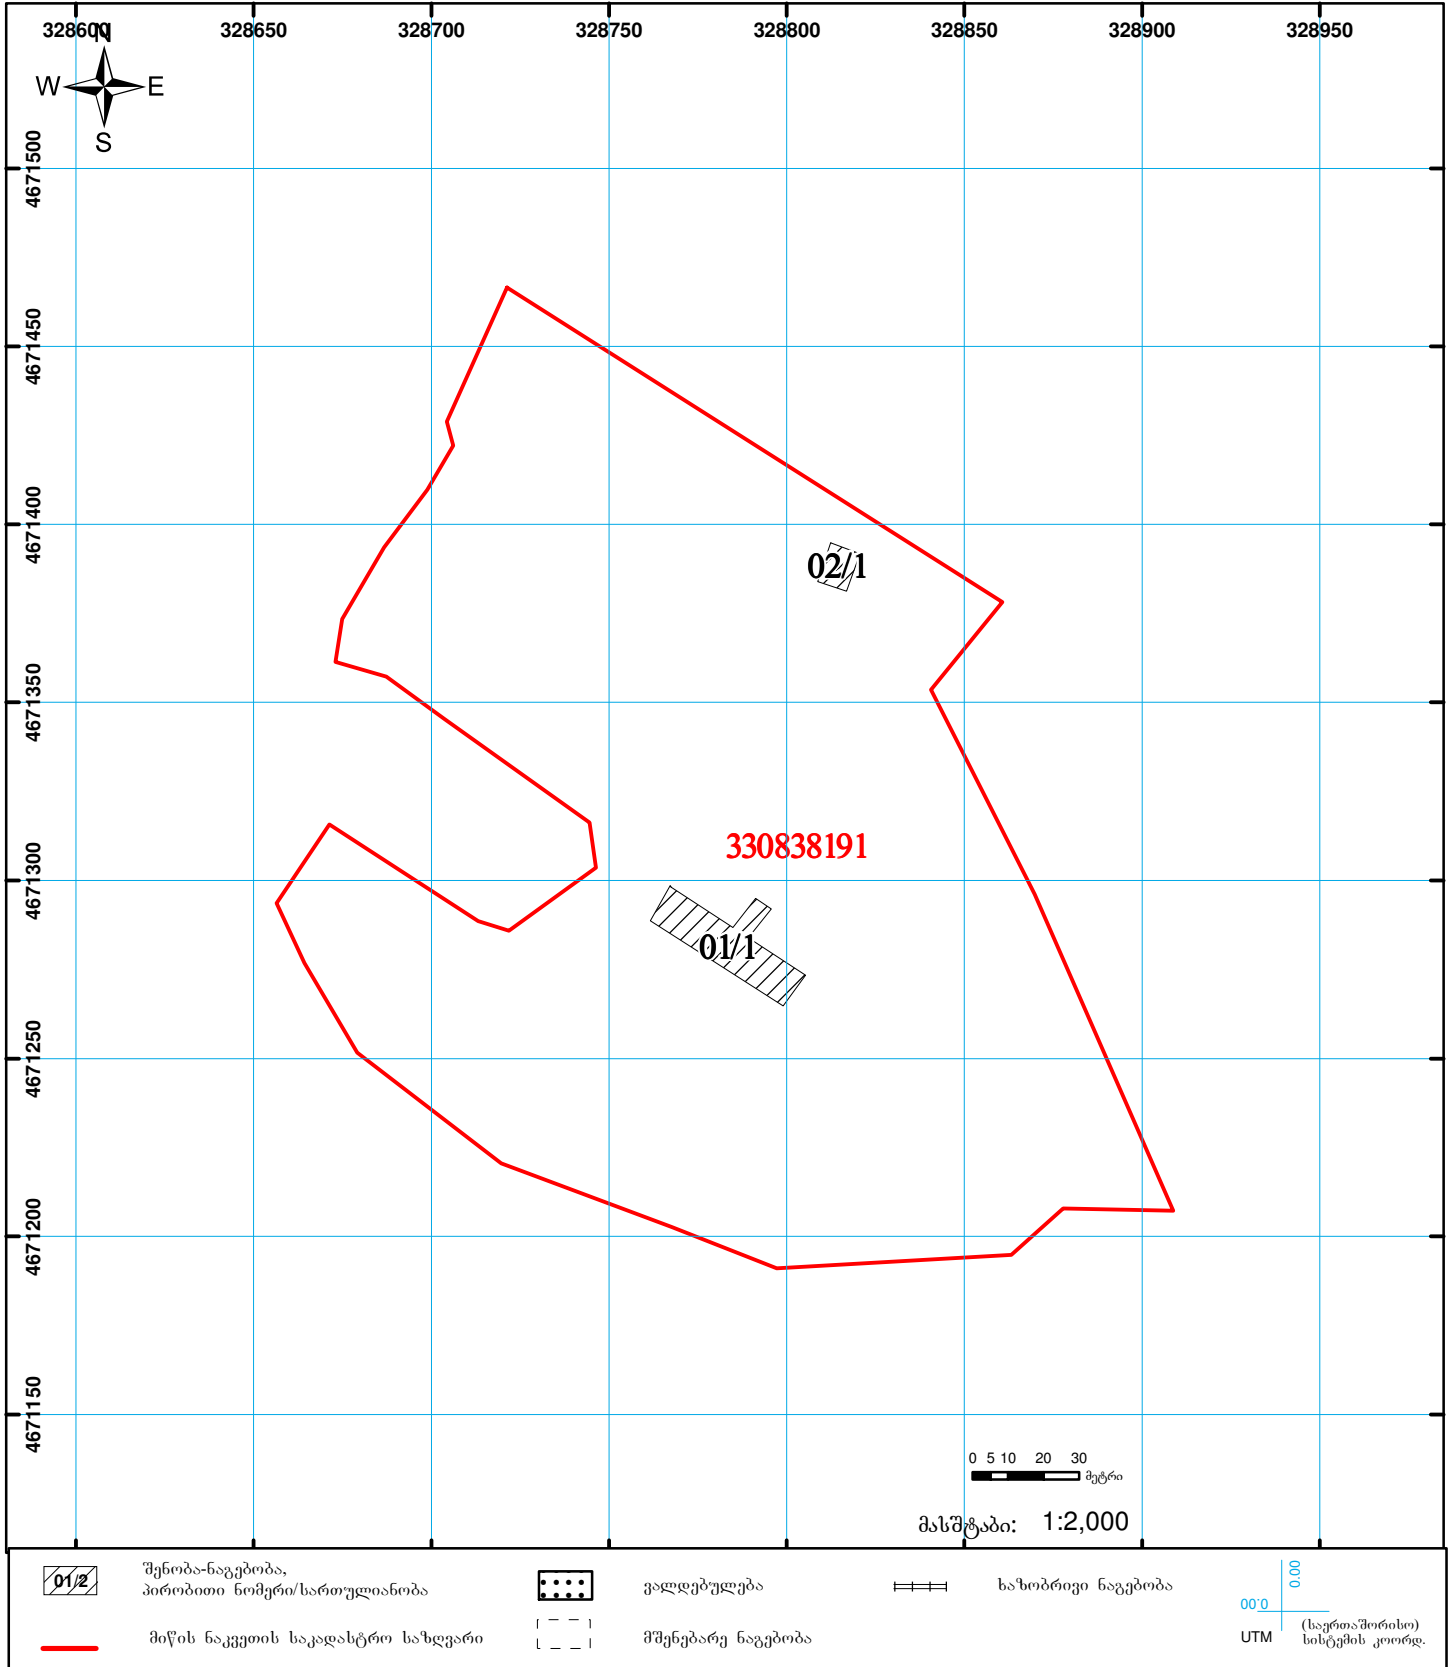 328600 328650 328700 328750 328800 328850 328900 328950
N
W E
S
4671500
4671450
4671400
4671350
4671300
4671250
4671200
4671150
02/1
330838191
01/1
0 5 10 20 30
მეტრი
მასშტაბი: 1:2,000
01/2
შენობა-ნაგებობა,
პირობითი ნომერი/სართულიანობა
ვალდებულება
ხაზობრივი ნაგებობა
მიწის ნაკვეთის საკადასტრო საზღვარი
მშენებარე ნაგებობა
0.00
0.00
UTM
(საერთაშორისო)
სისტემის კოორდ.